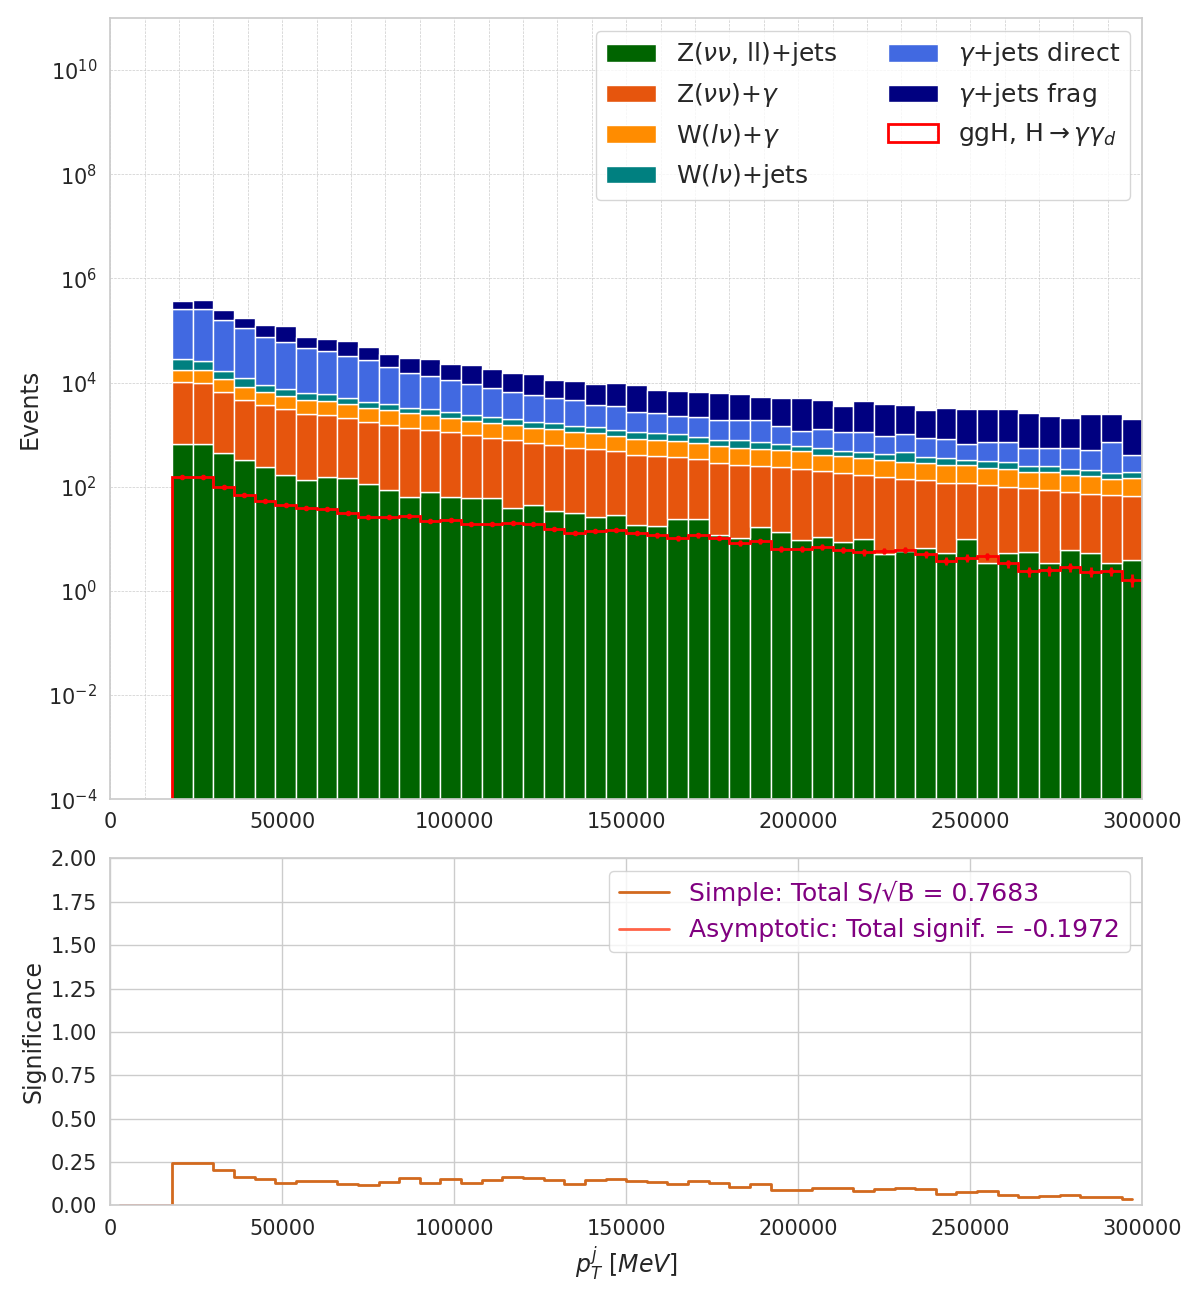 Z(νν, ll)+jets
Z(νν)+γ
W(lν)+γ
W(lν)+jets
γ+jets direct
γ+jets frag
ggH, H→γγ_d
Events
10^10
10^8
10^6
10^4
10^2
10^0
10^−2
10^−4
0 50000 100000 150000 200000 250000 300000
Simple: Total S/√B = 0.7683
Asymptotic: Total signif. = -0.1972
Significance
2.00
1.75
1.50
1.25
1.00
0.75
0.50
0.25
0.00
0 50000 100000 150000 200000 250000 300000
p_T^j [MeV]